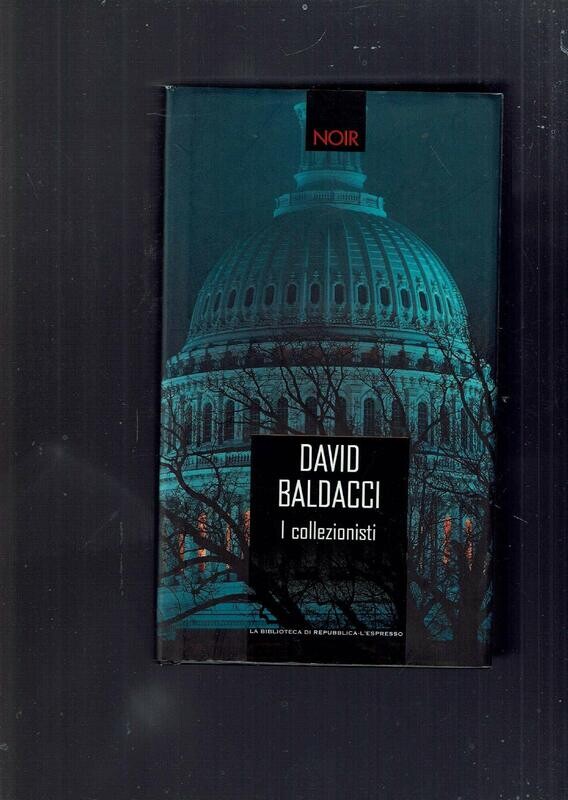 NOIR
DAVID
BALDACCI
I collezionisti
LA BIBLIOTECA DI REPUBBLICA-L'ESPRESSO